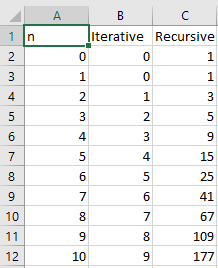 A B C
1 n Iterative Recursive
2 0 0 1
3 1 0 1
4 2 1 3
5 3 2 5
6 4 3 9
7 5 4 15
8 6 5 25
9 7 6 41
10 8 7 67
11 9 8 109
12 10 9 177